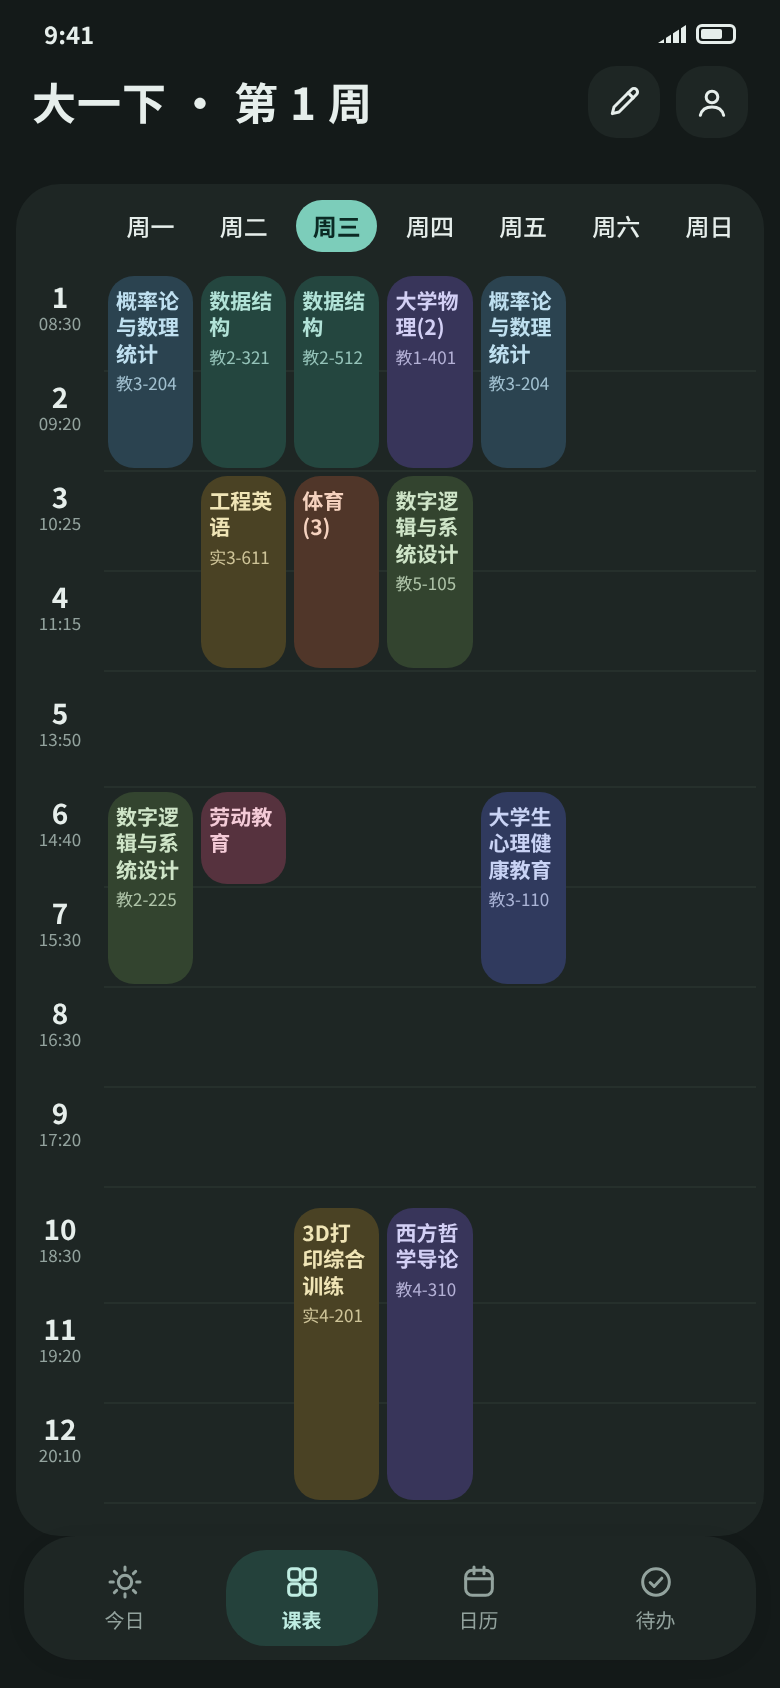 9:41
大一下 · 第 1 周
周一 周二 周三 周四 周五 周六 周日
1
08:30
概率论
与数理
统计
教3-204
数据结
构
教2-321
数据结
构
教2-512
大学物
理(2)
教1-401
概率论
与数理
统计
教3-204
2
09:20
3
10:25
工程英
语
实3-611
体育
(3)
数字逻
辑与系
统设计
教5-105
4
11:15
5
13:50
6
14:40
数字逻
辑与系
统设计
教2-225
劳动教
育
大学生
心理健
康教育
教3-110
7
15:30
8
16:30
9
17:20
10
18:30
3D打
印综合
训练
实4-201
西方哲
学导论
教4-310
11
19:20
12
20:10
今日 课表 日历 待办